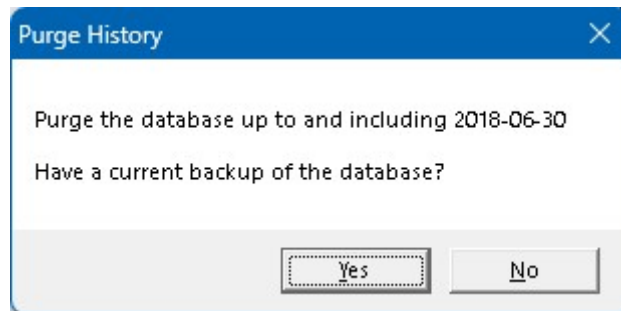 Purge History
Purge the database up to and including 2018-06-30
Have a current backup of the database?
Yes
No